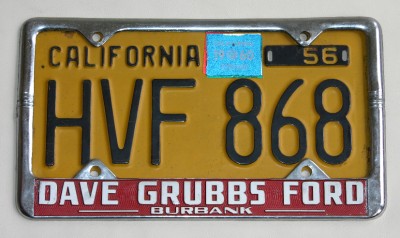 CALIFORNIA 56
HVF 868
DAVE GRUBBS FORD
BURBANK